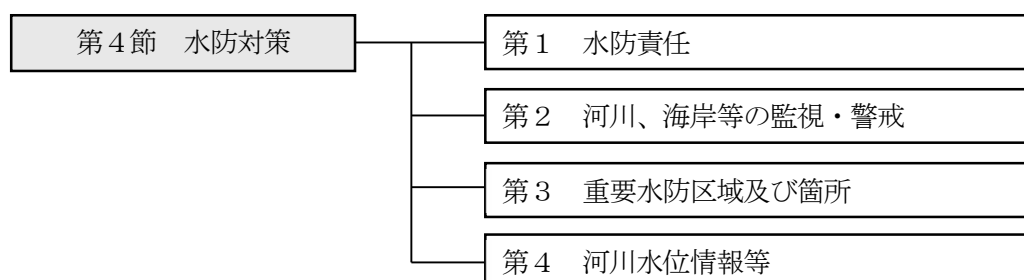 第４節　水防対策
第１　水防責任
第２　河川、海岸等の監視・警戒
第３　重要水防区域及び箇所
第４　河川水位情報等